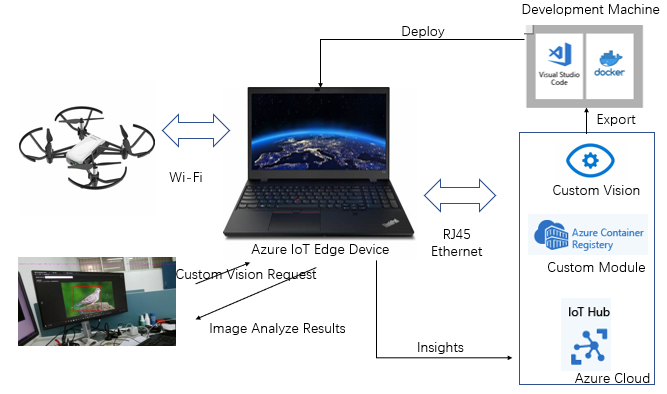 Development Machine
Deploy
Visual Studio
Code
docker
Export
Wi-Fi
Custom Vision
RJ45
Ethernet
Azure Container
Registery
Custom Module
Azure IoT Edge Device
Custom Vision Request
Image Analyze Results
IoT Hub
Insights
Azure Cloud